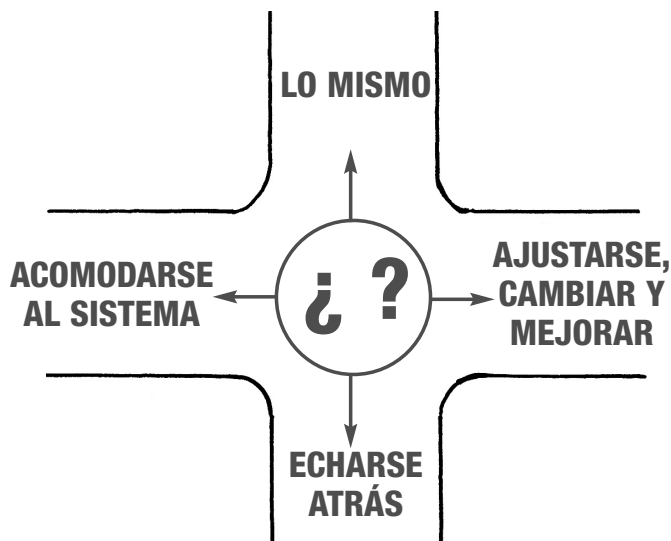 LO MISMO
ACOMODARSE
AL SISTEMA
¿ ?
AJUSTARSE,
CAMBIAR Y
MEJORAR
ECHARSE
ATRÁS